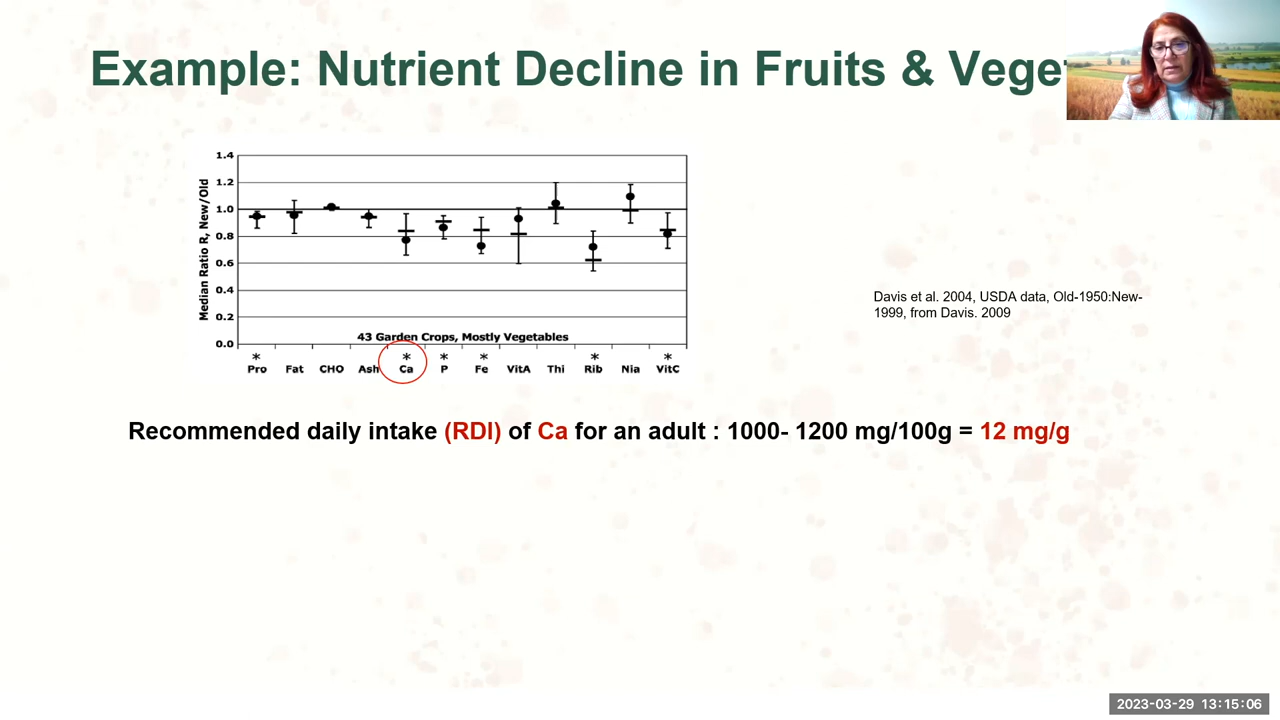 Example: Nutrient Decline in Fruits & Vege
1.4
1.2
1.0
0.8
0.6
0.4
0.2
0.0
Median Ratio R, New/Old
43 Garden Crops, Mostly Vegetables
* * * * * *
Pro Fat CHO Ash Ca P Fe VitA Thi Rib Nia VitC
Davis et al. 2004, USDA data, Old-1950:New-
1999, from Davis. 2009
Recommended daily intake (RDI) of Ca for an adult : 1000- 1200 mg/100g = 12 mg/g
2023-03-29 13:15:06